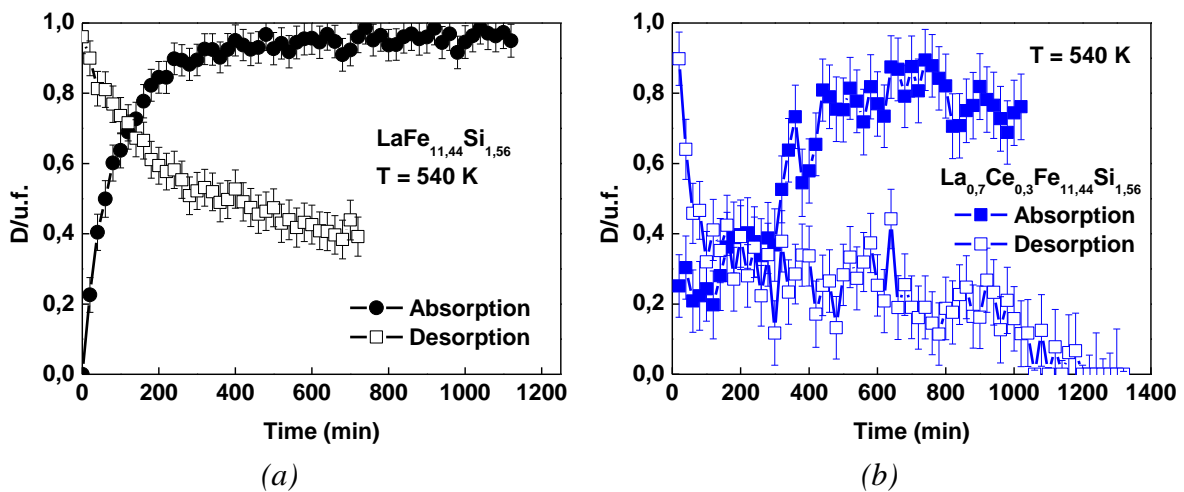 1,0
0,8
0,6
0,4
0,2
0,0
D/u.f.
0 200 400 600 800 1000 1200
Time (min)
LaFe11,44Si1,56
T = 540 K
Absorption
Desorption
(a)
1,0
0,8
0,6
0,4
0,2
0,0
D/u.f.
0 200 400 600 800 1000 1200 1400
Time (min)
T = 540 K
La0,7Ce0,3Fe11,44Si1,56
Absorption
Desorption
(b)